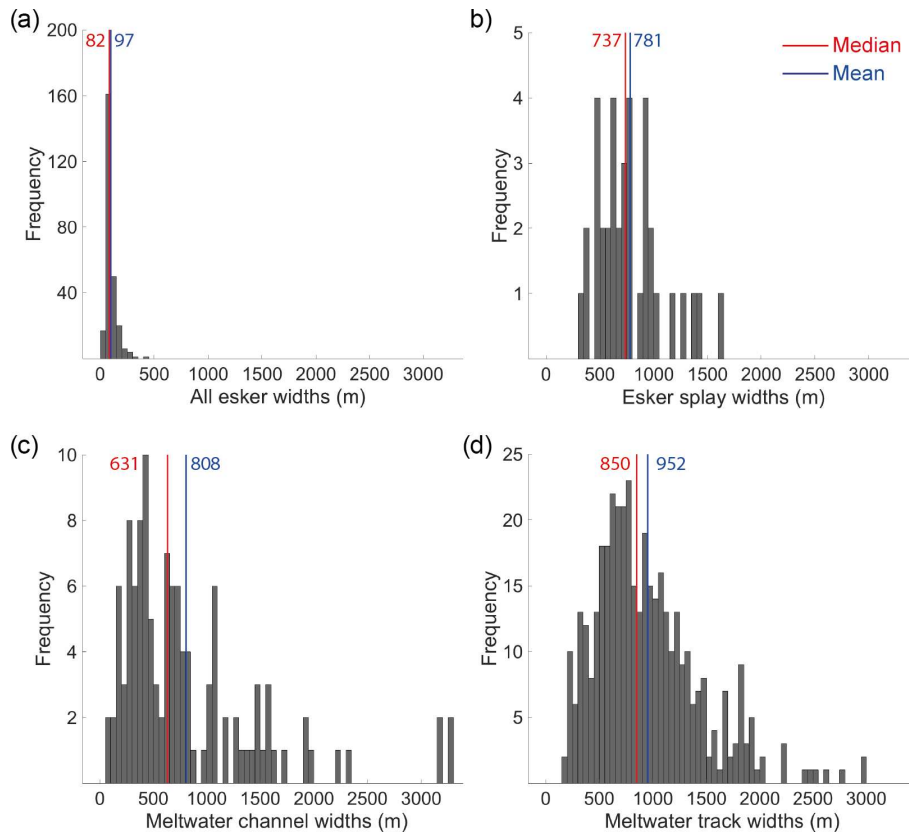 (a)
200
160
120
80
40
Frequency
82 97
0 500 1000 1500 2000 2500 3000
All esker widths (m)
(b)
5
4
3
2
1
Frequency
737 781
Median
Mean
0 500 1000 1500 2000 2500 3000
Esker splay widths (m)
(c)
10
8
6
4
2
Frequency
631 808
0 500 1000 1500 2000 2500 3000
Meltwater channel widths (m)
(d)
25
20
15
10
5
Frequency
850 952
0 500 1000 1500 2000 2500 3000
Meltwater track widths (m)